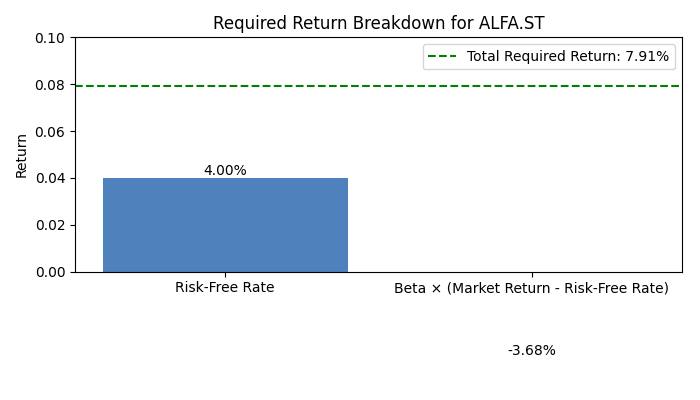 Required Return Breakdown for ALFA.ST
0.10
Total Required Return: 7.91%
0.08
0.06
Return
0.04
4.00%
0.02
0.00
Risk-Free Rate
Beta × (Market Return - Risk-Free Rate)
-3.68%